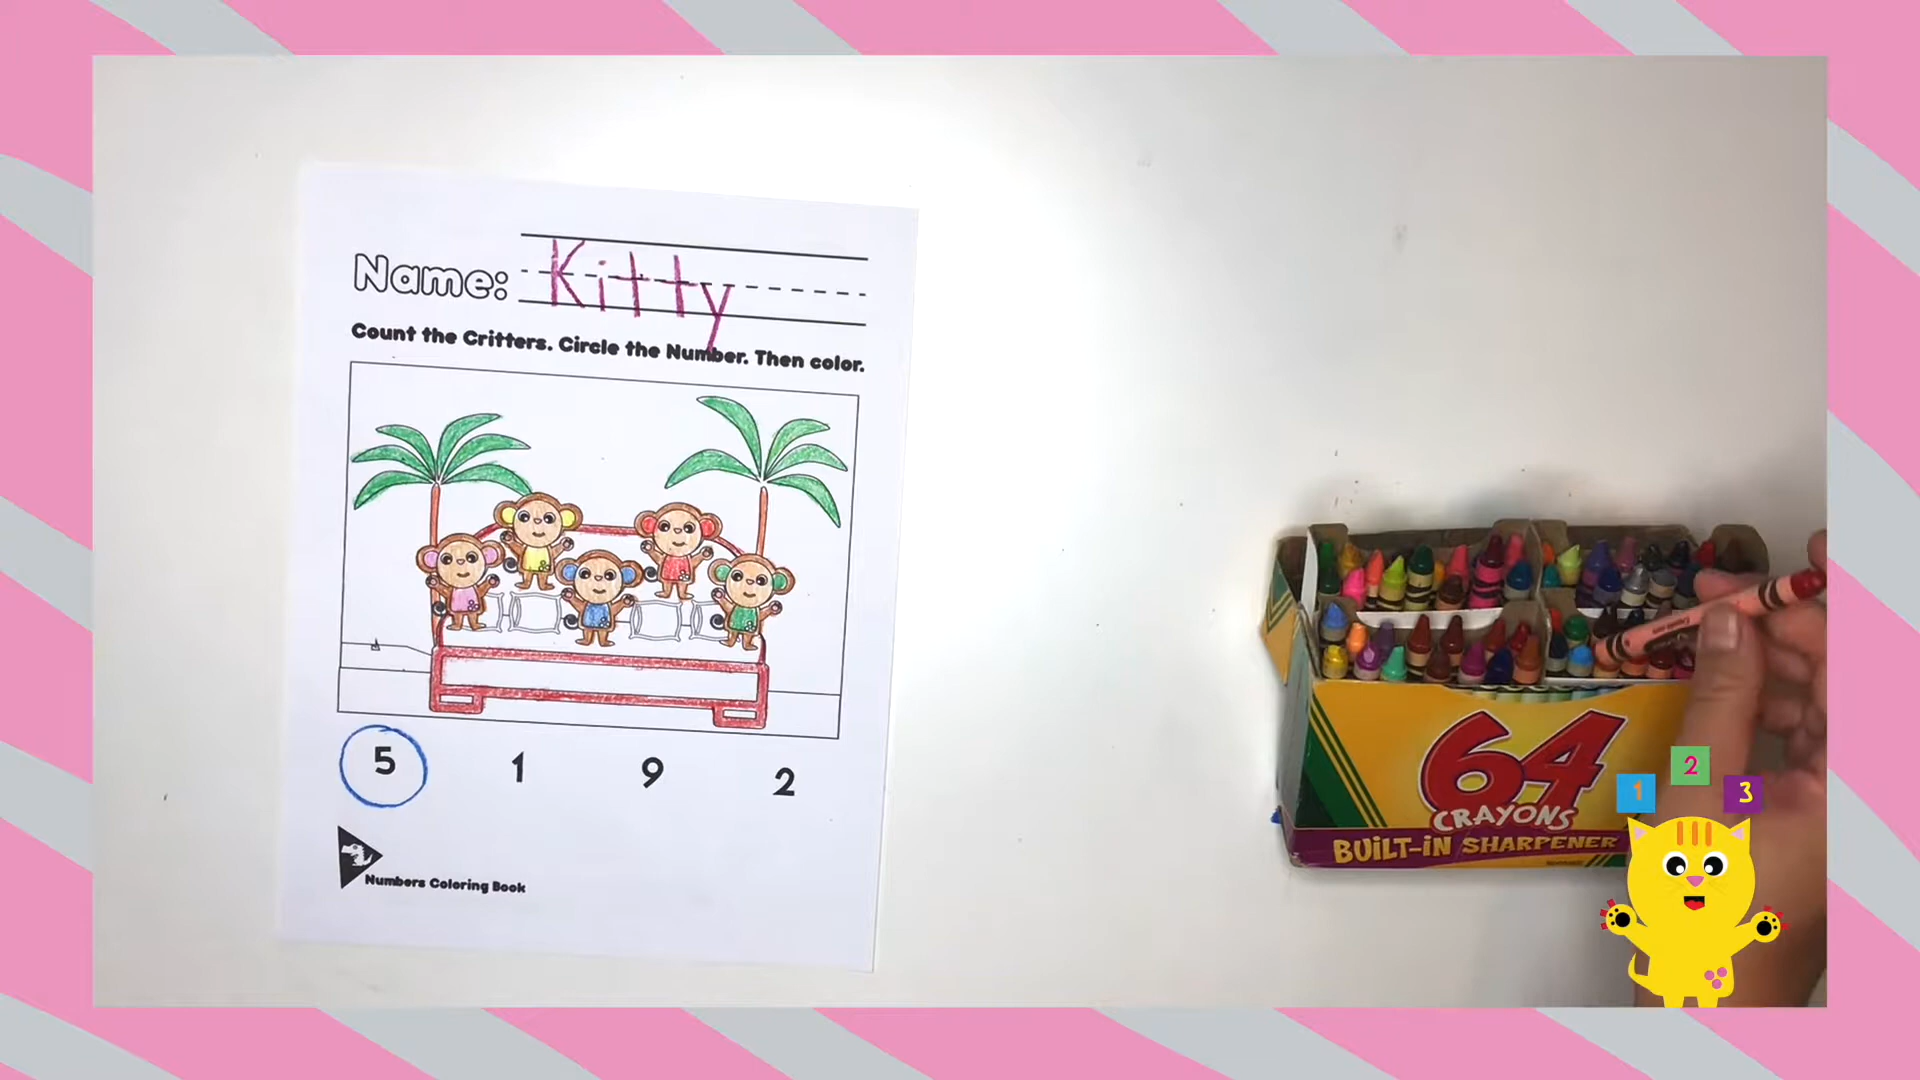 Name: Kitty
Count the Critters. Circle the Number. Then color.
5 1 9 2
Numbers Coloring Book
64
CRAYONS
BUILT-IN SHARPENER
1 2 3